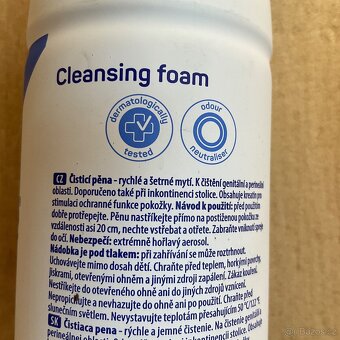 Cleansing foam
dermatologically
tested
odour
neutraliser
CZ Čisticí pěna - rychlé a šetrné mytí. K čištění genitální a perineální
oblasti. Doporučeno také při inkontinenci stolice. Obsahuje kreatin pro
stimulaci ochranné funkce pokožky. Návod k použití: před použitím
dobře protřepejte. Pěnu nastříkejte přímo na postiženou pokožku ze
vzdálenosti asi 20 cm, nechte vstřebat a otřete. Zabraňte vniknutí spreje
do očí. Nebezpečí: extrémně hořlavý aerosol.
Nádobka je pod tlakem: při zahřívání se může roztrhnout.
Uchovávejte mimo dosah dětí. Chraňte před teplem, horkými povrchy,
jiskrami, otevřeným ohněm a jinými zdroji zapálení. Zákaz kouření.
Nestříkejte do otevřeného ohně ani do jiných zdrojů zapálení.
Nepropichujte a nevhazujte do ohně ani po použití. Chraňte před
slunečním světlem. Nevystavujte teplotám přesahujícím 50 °C/122 °F.
SK Čistiaca pena - rýchle a jemné čistenie. Na čistenie genitálnej a
perineálnej oblasti. inkontinencii stolice.